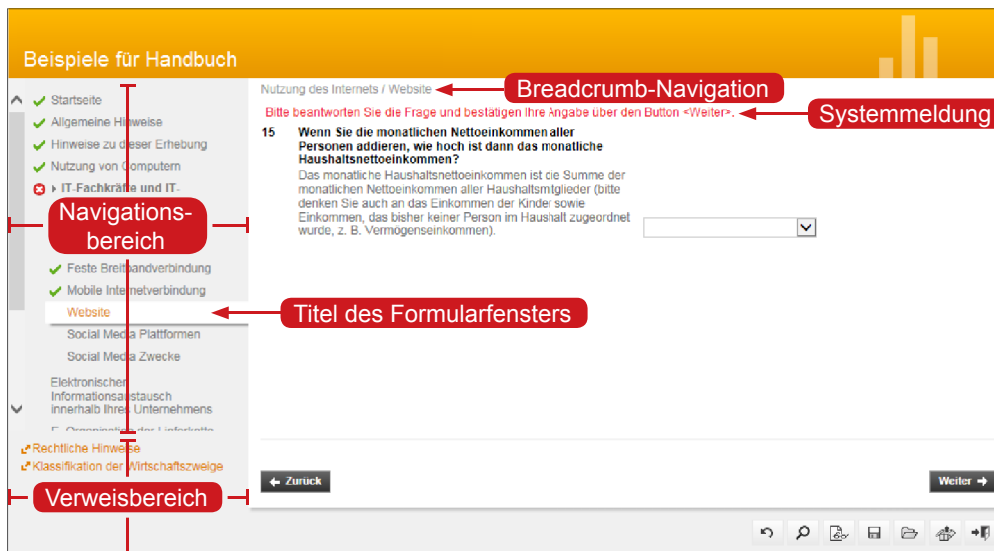 Beispiele für Handbuch
Nutzung des Internets / Website
Breadcrumb-Navigation
Bitte beantworten Sie die Frage und bestätigen Ihre Angabe über den Button <Weiter>.
Systemmeldung
Startseite
Allgemeine Hinweise
Hinweise zu dieser Erhebung
Nutzung von Computern
IT-Fachkräfte und IT-
Navigations-
bereich
Feste Breitbandverbindung
Mobile Internetverbindung
Website
Social Media Plattformen
Social Media Zwecke
Elektronischer
Informationsaustausch
innerhalb Ihres Unternehmens
E. Organisation der Lieferkette
15 Wenn Sie die monatlichen Nettoeinkommen aller
Personen addieren, wie hoch ist dann das monatliche
Haushaltsnettoeinkommen?
Das monatliche Haushaltsnettoeinkommen ist die Summe der
monatlichen Nettoeinkommen aller Haushaltsmtglieder (bitte
denken Sie auch an das Einkommen der Kinder sowie
Einkommen, das bisher keiner Person im Haushalt zugeordnet
wurde, z. B. Vermögenseinkommen).
Titel des Formularfensters
Rechtliche Hinweise
Klassifikation der Wirtschaftszweige
Verweisbereich
Zurück
Weiter